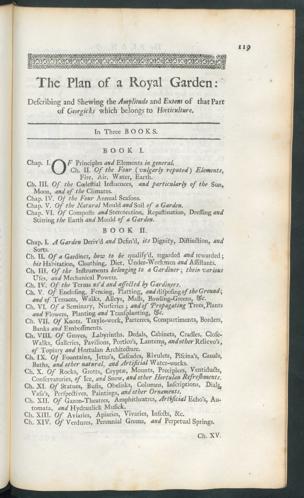 119
The Plan of a Royal Garden:
Describing and Shewing the Amplitude and Extent of that Part
of Georgicks which belongs to Horticulture.
In Three BOOKS.
BOOK I.
Chap. I. OF Principles and Elements in general.
Ch. II. Of the Four (vulgarly reputed) Elements,
Fire, Air, Water, Earth.
Ch. III. Of the Cœlestial Influences, and particularly of the Sun,
Moon, and of the Climates.
Chap. IV. Of the Four Annual Seasons.
Chap. V. Of the Natural Mould and Soil of a Garden.
Chap. VI. Of Composts and Stercoration, Repastination, Dressing and
Stirring the Earth and Mould of a Garden.
BOOK II.
Chap. I. A Garden Deriv'd and Defin'd, its Dignity, Distinction, and
Sorts.
Ch. II. Of a Gardiner, how to be qualify'd, regarded and rewarded;
his Habitation, Cloathing, Diet, Under-Workmen and Assistants.
Ch. III. Of the Instruments belonging to a Gardiner; their various
Uses, and Mechanical Powers.
Ch. IV. Of the Terms us'd and affected by Gardiners.
Ch. V. Of Enclosing, Fencing, Platting, and disposing of the Ground;
and of Terraces, Walks, Alleys, Malls, Bowling-Greens, &c.
Ch. VI. Of a Seminary, Nurseries; and of Propagating Trees, Plants
and Flowers, Planting and Transplanting, &c.
Ch. VII. Of Knots, Trayle-work, Parterres, Compartiments, Borders,
Banks and Embossments.
Ch. VIII. Of Groves, Labyrinths, Dedals, Cabinets, Cradles, Close-
Walks, Galleries, Pavilions, Portico's, Lanterns, and other Relievo's,
of Topiary and Hortulan Architecture.
Ch. IX. Of Fountains, Jetto's, Cascades, Rivulets, Piscina's, Canals,
Baths, and other natural, and Artificial Water-works.
Ch. X. Of Rocks, Grotts, Cryptæ, Mounts, Precipices, Ventiducts,
Conservatories, of Ice, and Snow, and other Hortulan Refreshments.
Ch. XI. Of Statues, Busts, Obelisks, Columns, Inscriptions, Dials,
Vasa's, Perspectives, Paintings, and other Ornaments.
Ch. XII. Of Gazon-Theatres, Amphitheatres, Artificial Echo's, Au-
tomata, and Hydraulick Musick.
Ch. XIII. Of Aviaries, Apiaries, Vivaries, Insects, &c.
Ch. XIV. Of Verdures, Perennial Greens, and Perpetual Springs.
Ch. XV.